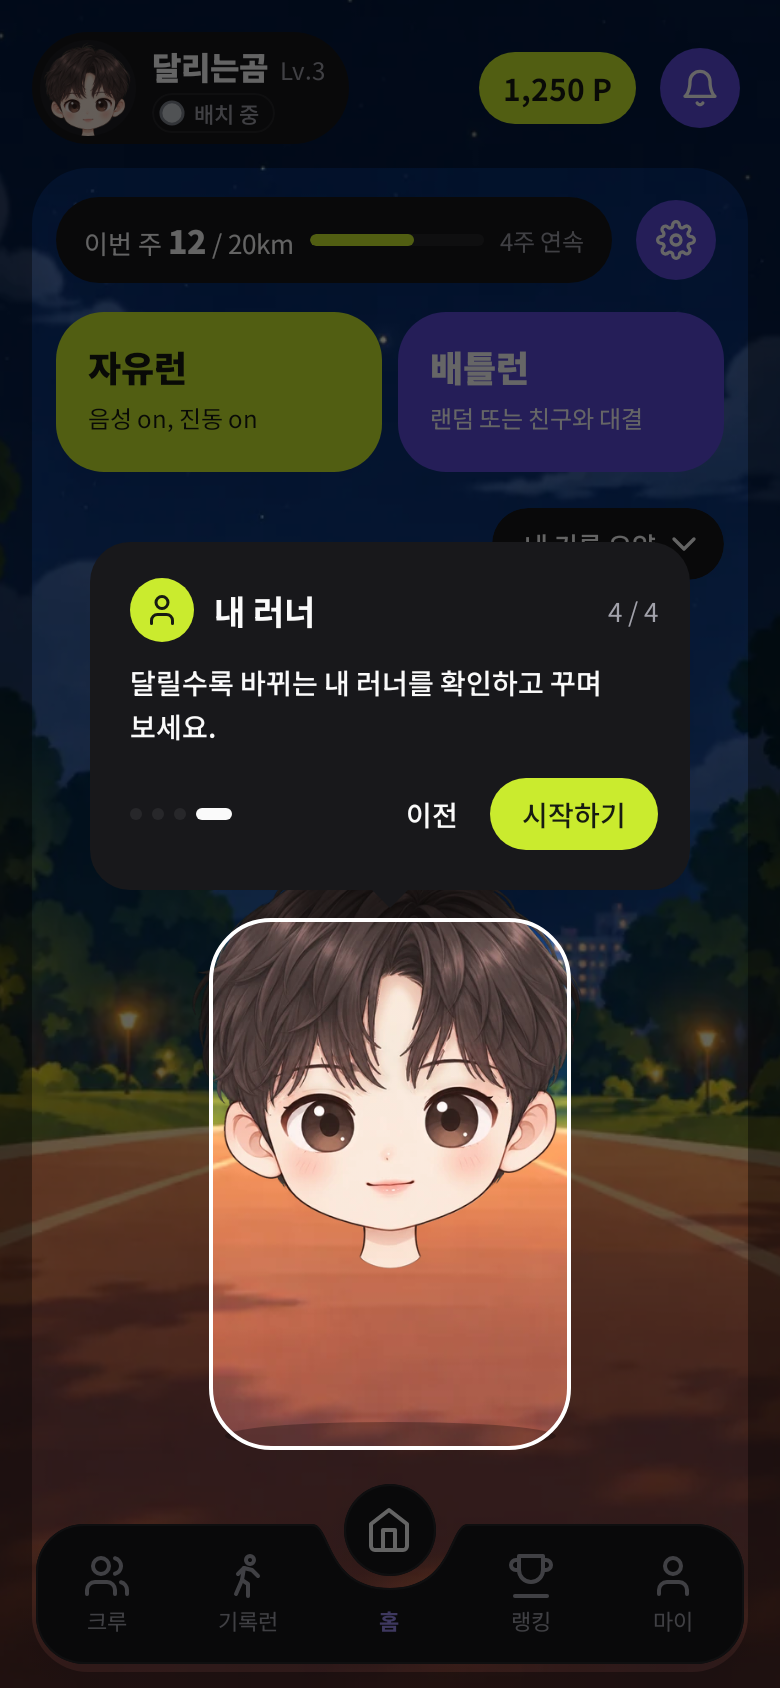 달리는곰 Lv.3
배치 중
1,250 P
이번 주 12 / 20km
4주 연속
자유런
음성 on, 진동 on
배틀런
랜덤 또는 친구와 대결
내 러너
4 / 4
달릴수록 바뀌는 내 러너를 확인하고 꾸며
보세요.
이전
시작하기
크루
기록런
홈
랭킹
마이